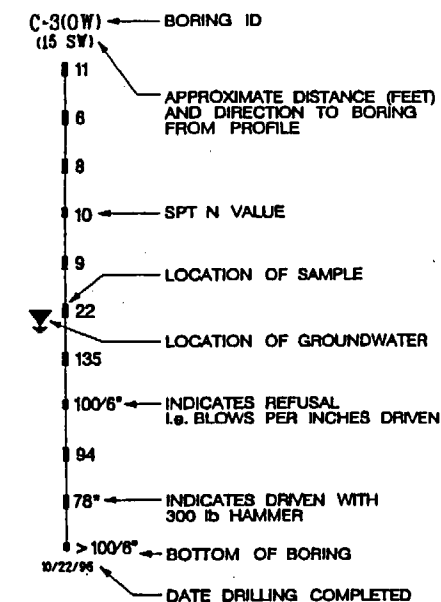 C-3(OW) BORING ID
(15 SW)
11
APPROXIMATE DISTANCE (FEET)
AND DIRECTION TO BORING
FROM PROFILE
6
8
10 SPT N VALUE
9
LOCATION OF SAMPLE
22
LOCATION OF GROUNDWATER
135
100/6" INDICATES REFUSAL
i.e. BLOWS PER INCHES DRIVEN
94
78* INDICATES DRIVEN WITH
300 lb HAMMER
> 100/6" BOTTOM OF BORING
10/22/96
DATE DRILLING COMPLETED